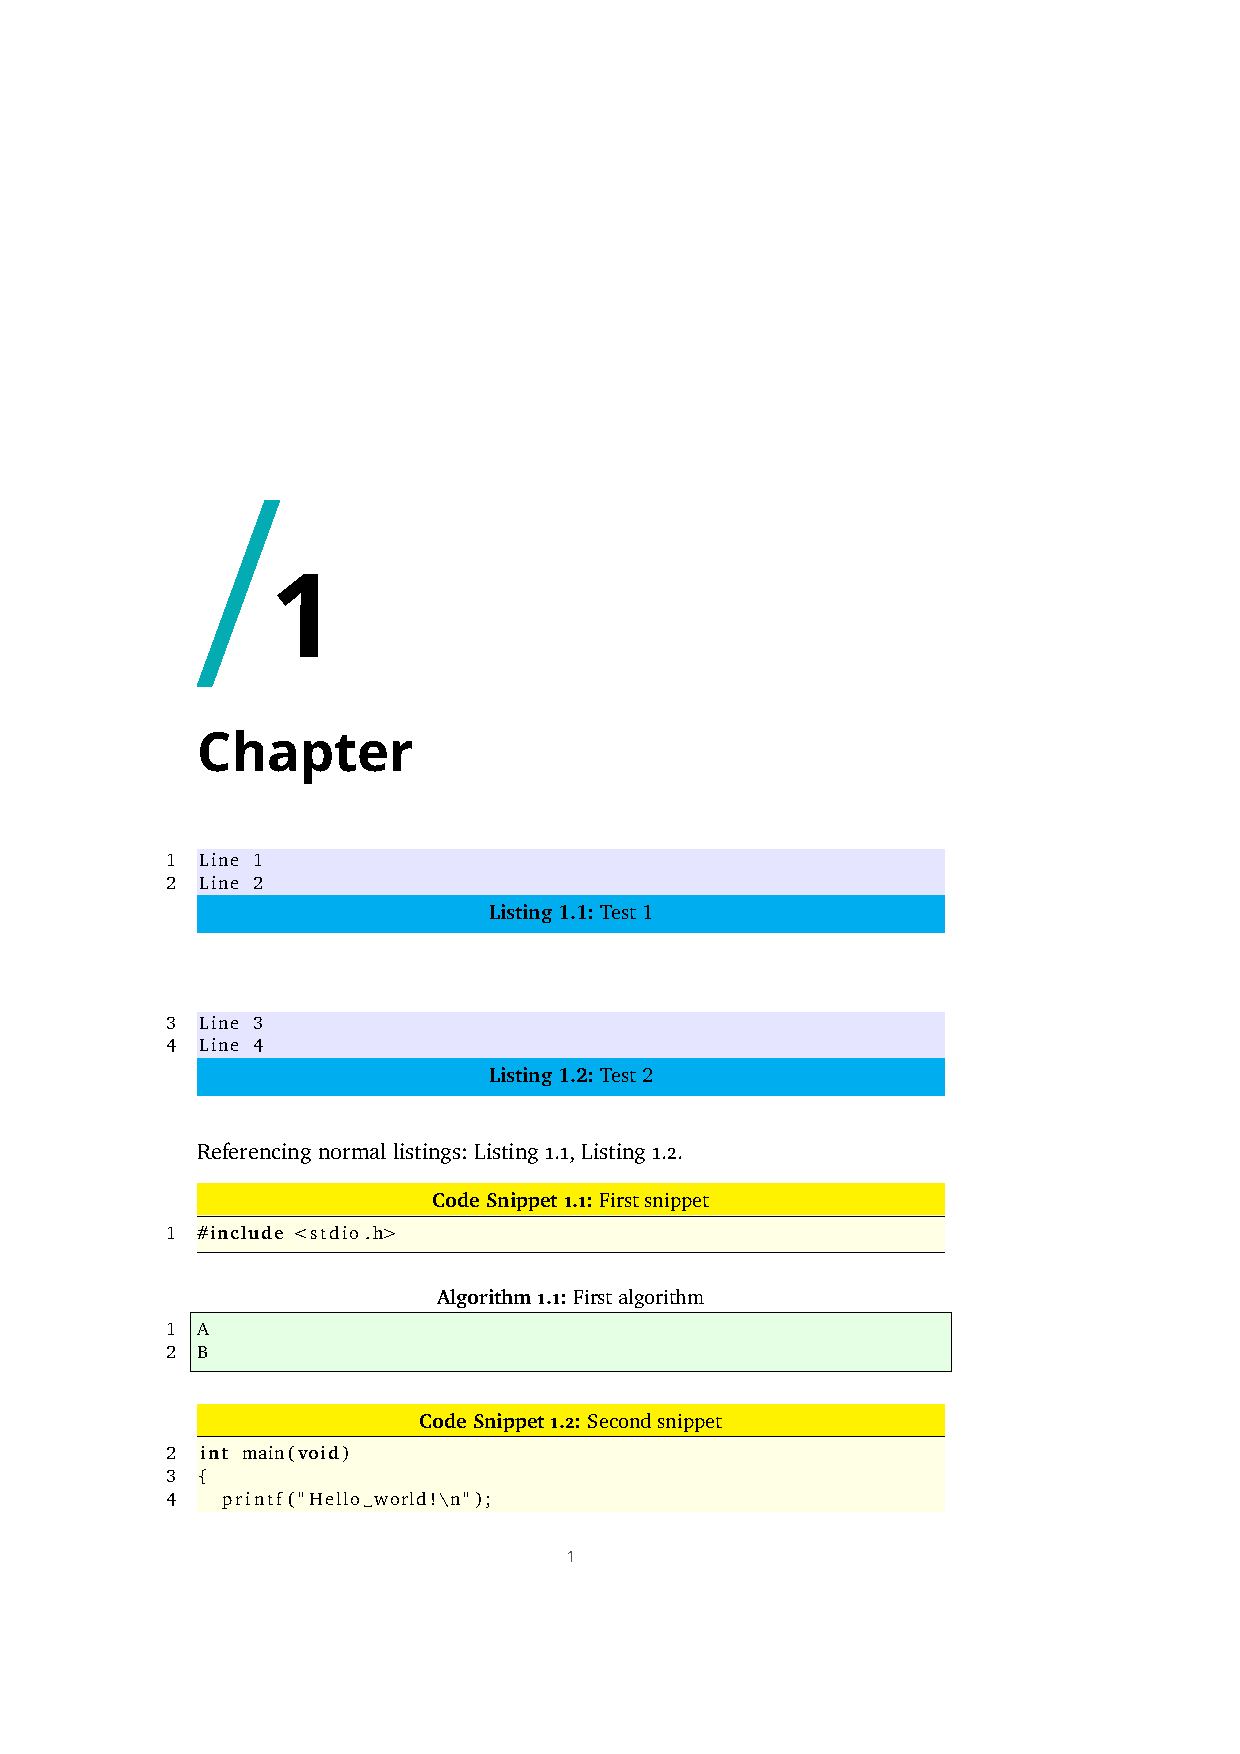 /1
Chapter
1 Line 1
2 Line 2
Listing 1.1: Test 1
3 Line 3
4 Line 4
Listing 1.2: Test 2
Referencing normal listings: Listing 1.1, Listing 1.2.
Code Snippet 1.1: First snippet
1 #include <stdio.h>
Algorithm 1.1: First algorithm
1 A
2 B
Code Snippet 1.2: Second snippet
2 int main(void)
3 {
4 printf("Hello␣world!\n");
1